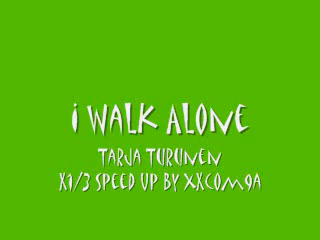 I WALK ALONE
TARJA TURUNEN
X1/3 SPEED UP BY XXCOM9A